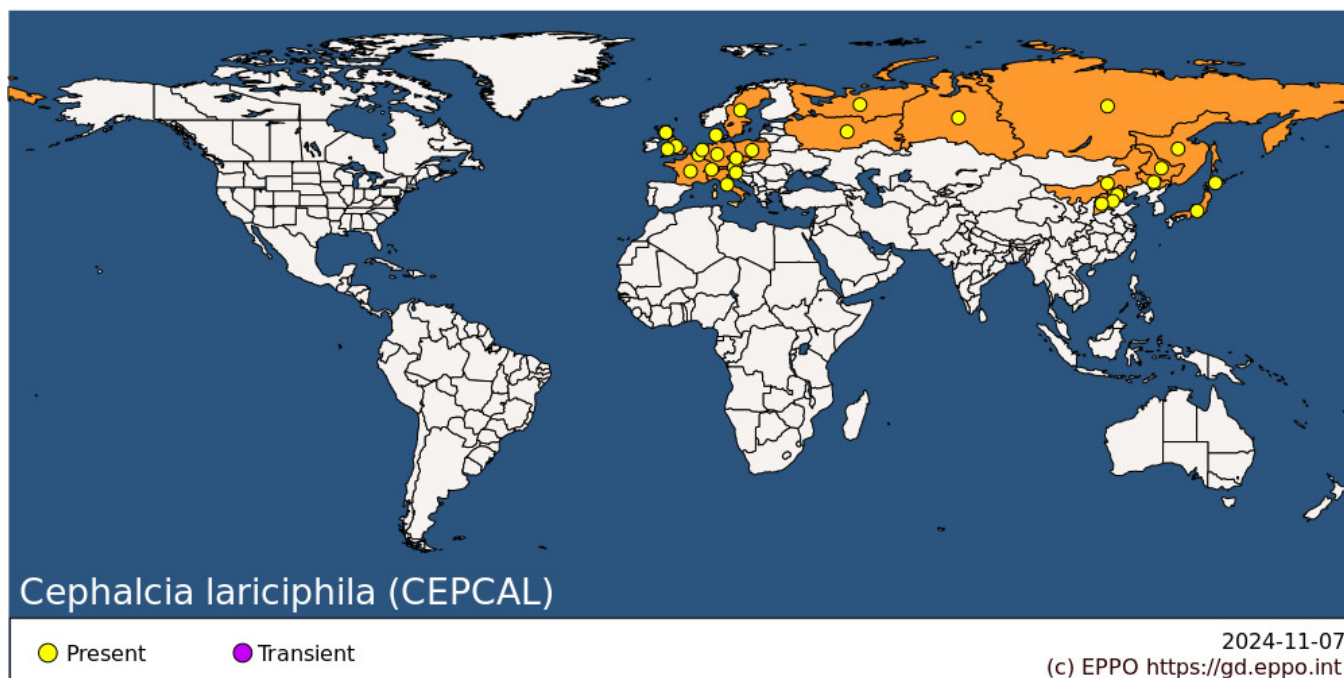 Cephalcia lariciphila (CEPCAL)
Present
Transient
2024-11-07
(c) EPPO https://gd.eppo.int